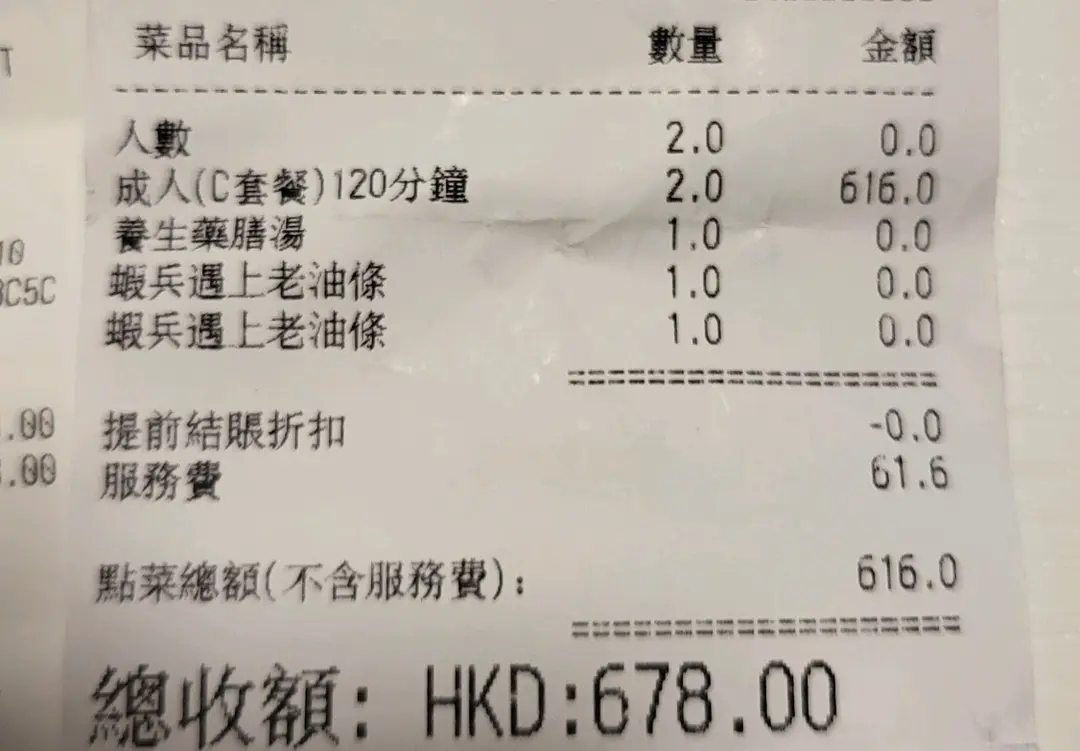 菜品名稱 數量 金額
人數 2.0 0.0
成人(C套餐)120分鐘 2.0 616.0
養生藥膳湯 1.0 0.0
蝦兵遇上老油條 1.0 0.0
蝦兵遇上老油條 1.0 0.0
提前結賬折扣 -0.0
服務費 61.6
點菜總額(不含服務費): 616.0
總收額: HKD:678.00
T
10
3C5C
.00
.00